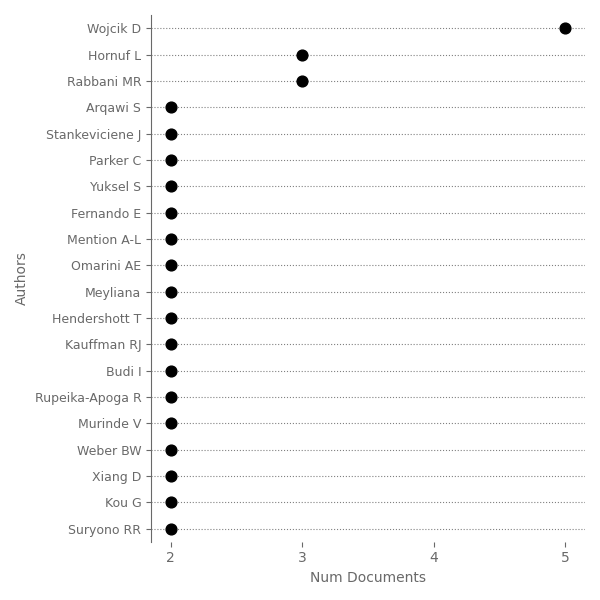 Wojcik D
Hornuf L
Rabbani MR
Arqawi S
Stankeviciene J
Parker C
Yuksel S
Fernando E
Mention A-L
Omarini AE
Meyliana
Hendershott T
Kauffman RJ
Budi I
Rupeika-Apoga R
Murinde V
Weber BW
Xiang D
Kou G
Suryono RR
Authors
2 3 4 5
Num Documents